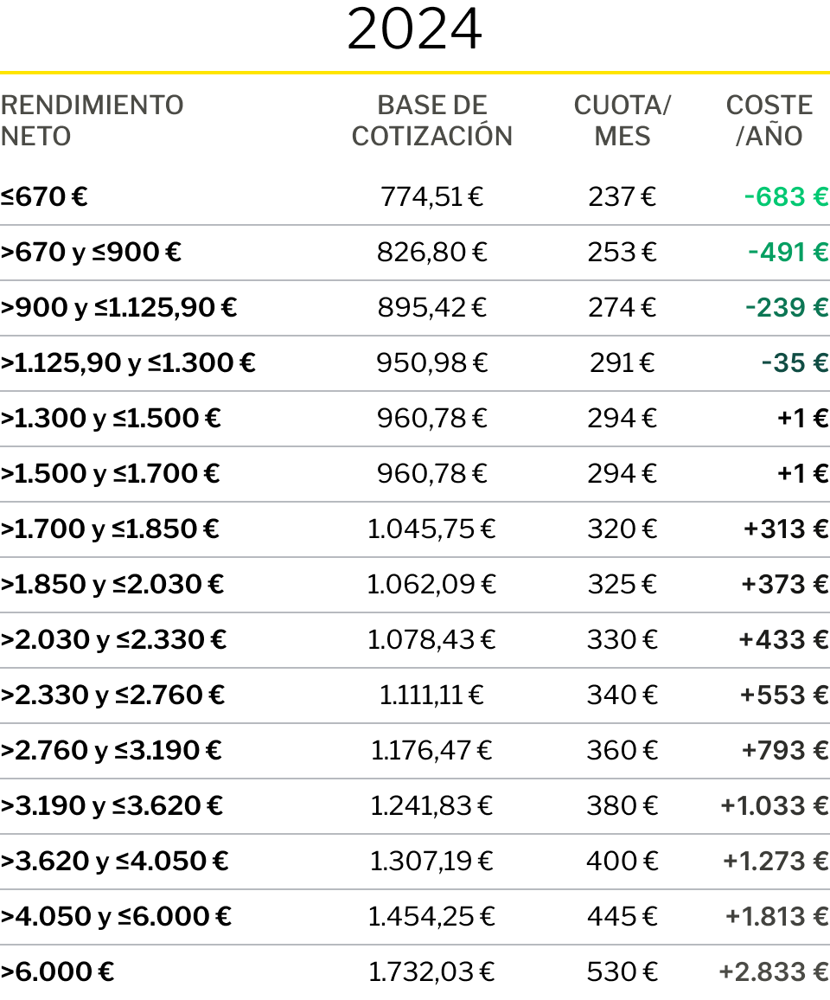 2024
RENDIMIENTO NETO BASE DE COTIZACIÓN CUOTA/ MES COSTE /AÑO
≤670 € 774,51 € 237 € -683 €
>670 y ≤900 € 826,80 € 253 € -491 €
>900 y ≤1.125,90 € 895,42 € 274 € -239 €
>1.125,90 y ≤1.300 € 950,98 € 291 € -35 €
>1.300 y ≤1.500 € 960,78 € 294 € +1 €
>1.500 y ≤1.700 € 960,78 € 294 € +1 €
>1.700 y ≤1.850 € 1.045,75 € 320 € +313 €
>1.850 y ≤2.030 € 1.062,09 € 325 € +373 €
>2.030 y ≤2.330 € 1.078,43 € 330 € +433 €
>2.330 y ≤2.760 € 1.111,11 € 340 € +553 €
>2.760 y ≤3.190 € 1.176,47 € 360 € +793 €
>3.190 y ≤3.620 € 1.241,83 € 380 € +1.033 €
>3.620 y ≤4.050 € 1.307,19 € 400 € +1.273 €
>4.050 y ≤6.000 € 1.454,25 € 445 € +1.813 €
>6.000 € 1.732,03 € 530 € +2.833 €